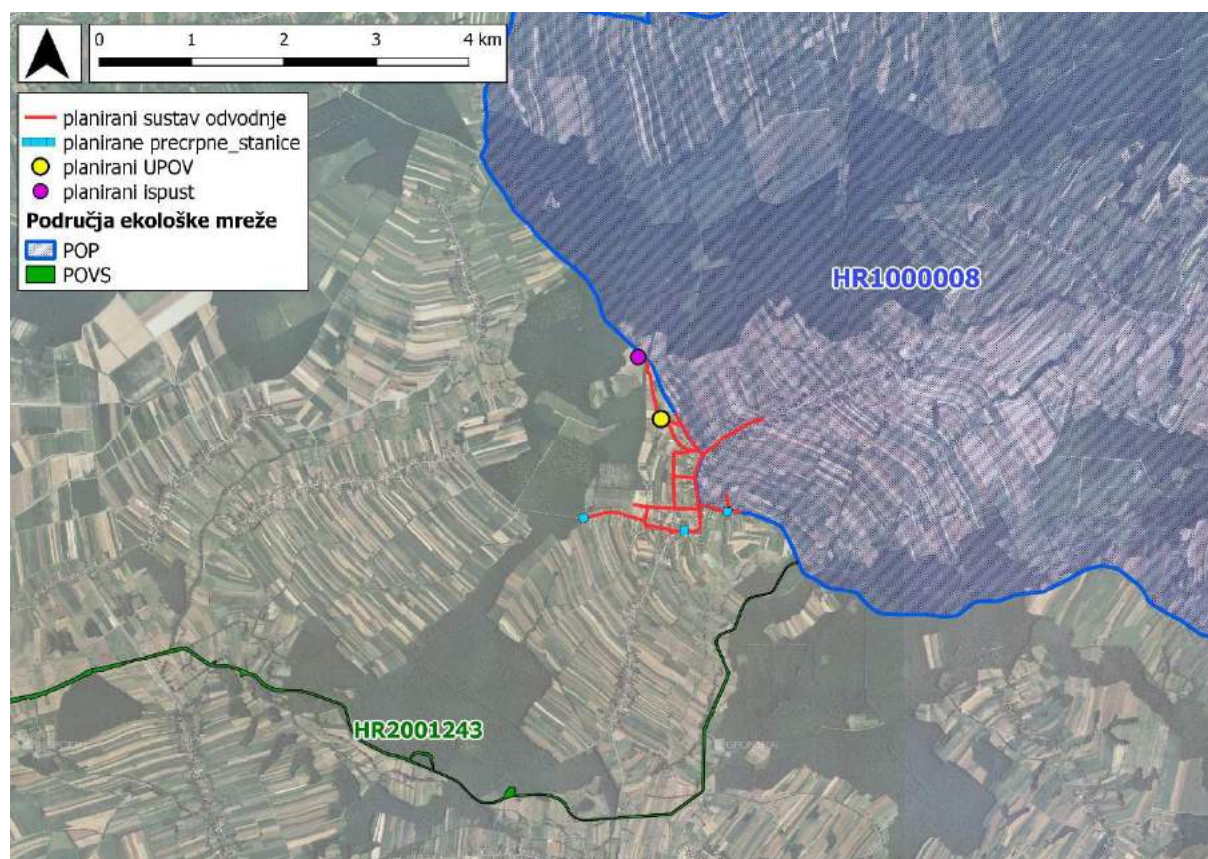 0 1 2 3 4 km
planirani sustav odvodnje
planirane precrpne_stanice
planirani UPOV
planirani ispust
Područja ekološke mreže
POP
POVS
HR1000008
HR2001243